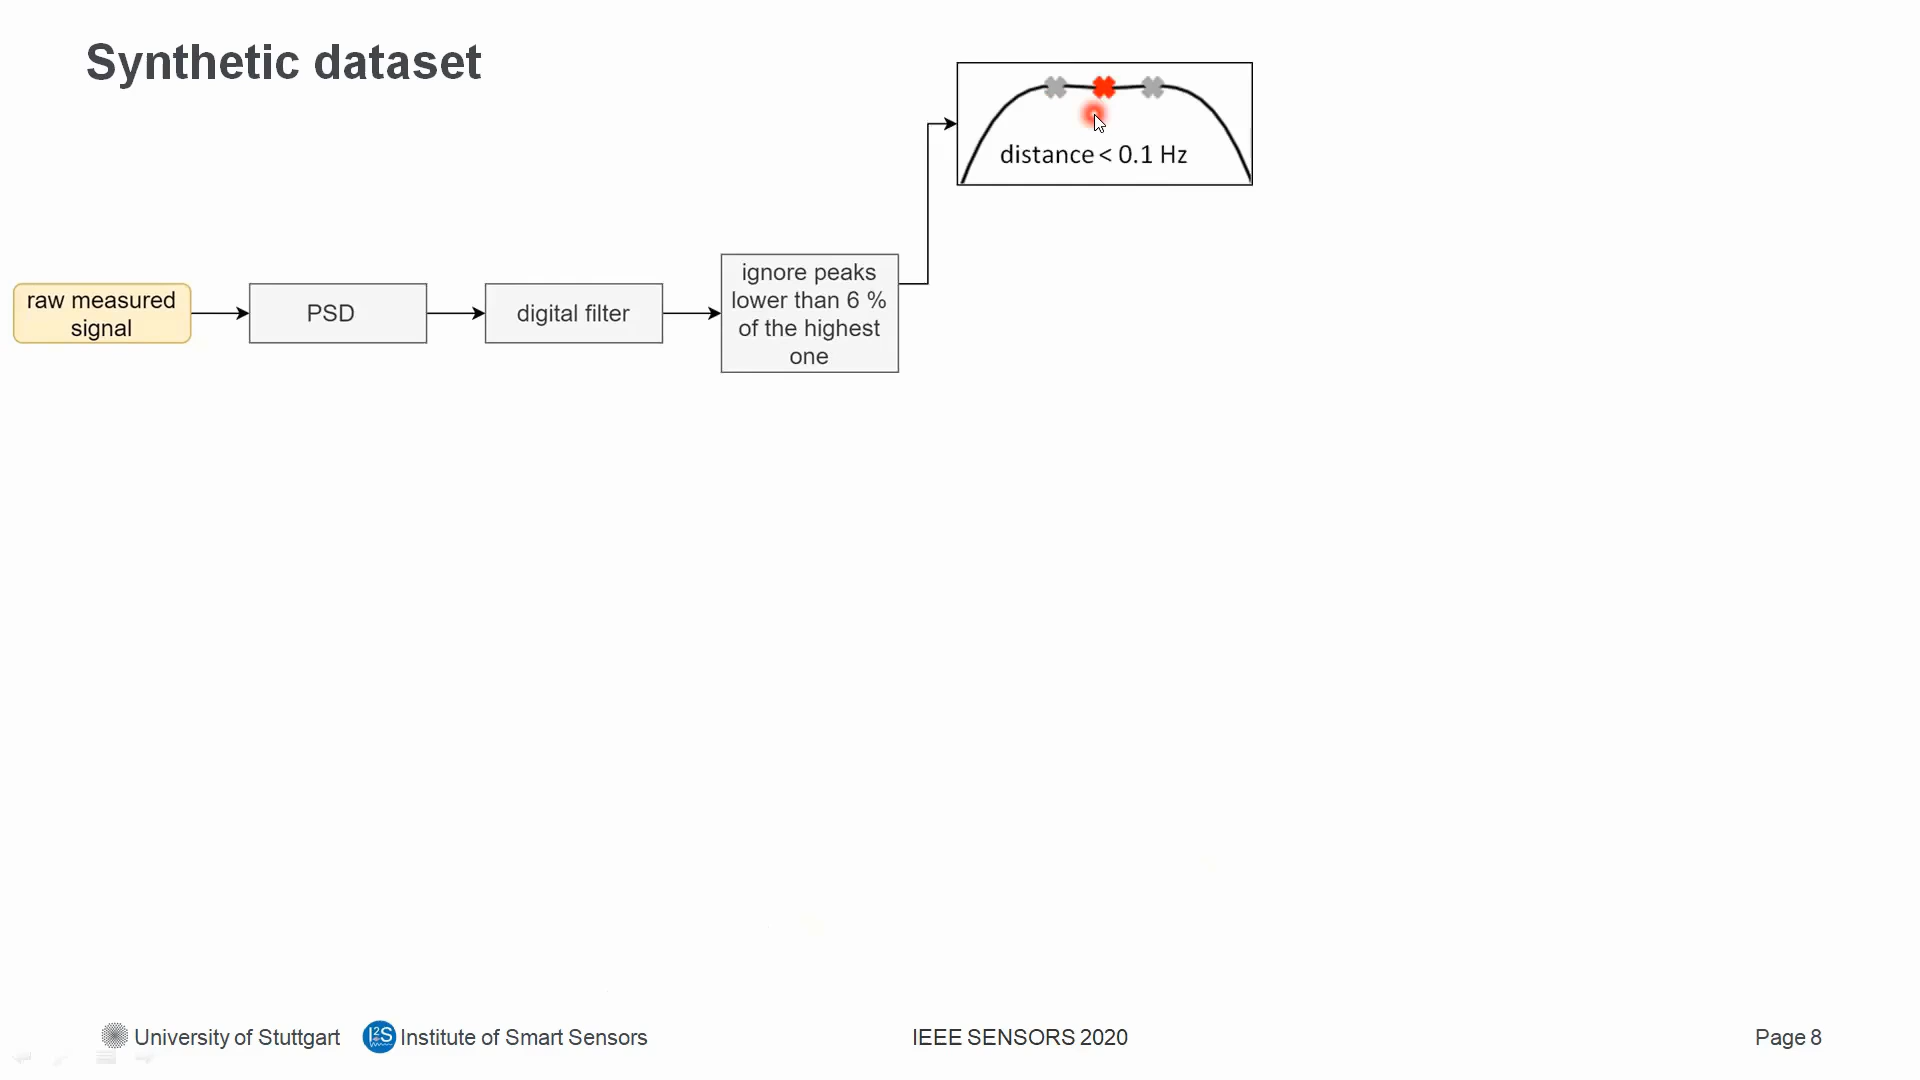 Synthetic dataset
distance < 0.1 Hz
raw measured
signal
PSD
digital filter
ignore peaks
lower than 6 %
of the highest
one
University of Stuttgart
I2S
Institute of Smart Sensors
IEEE SENSORS 2020
Page 8